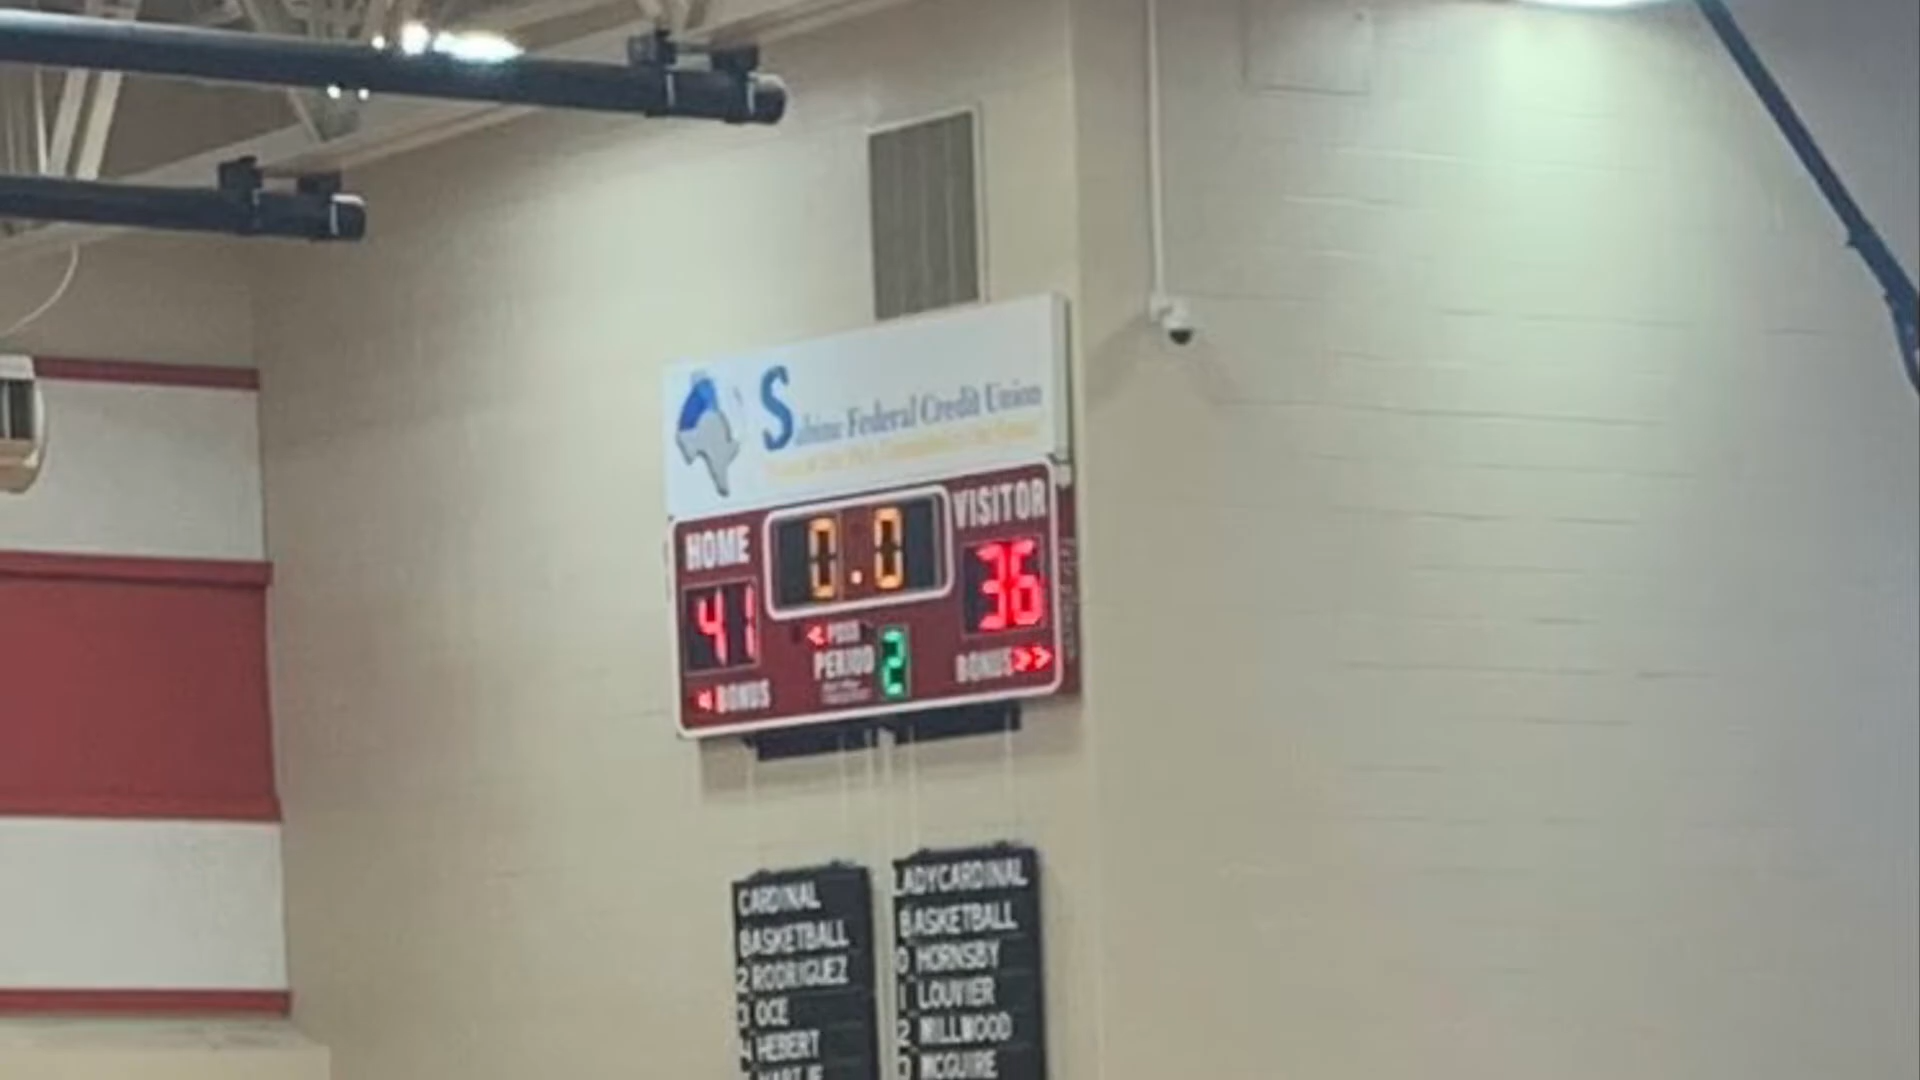 Sabine Federal Credit Union
HOME
0.0
VISITOR
41
36
< POSS
PERIOD 2
< BONUS
BONUS >>
CARDINAL
BASKETBALL
2 RODRIGUEZ
3 OCE
4 HEBERT
LADYCARDINAL
BASKETBALL
0 HORNSBY
1 LOUVIER
2 MILLWOOD
3 MCGUIRE